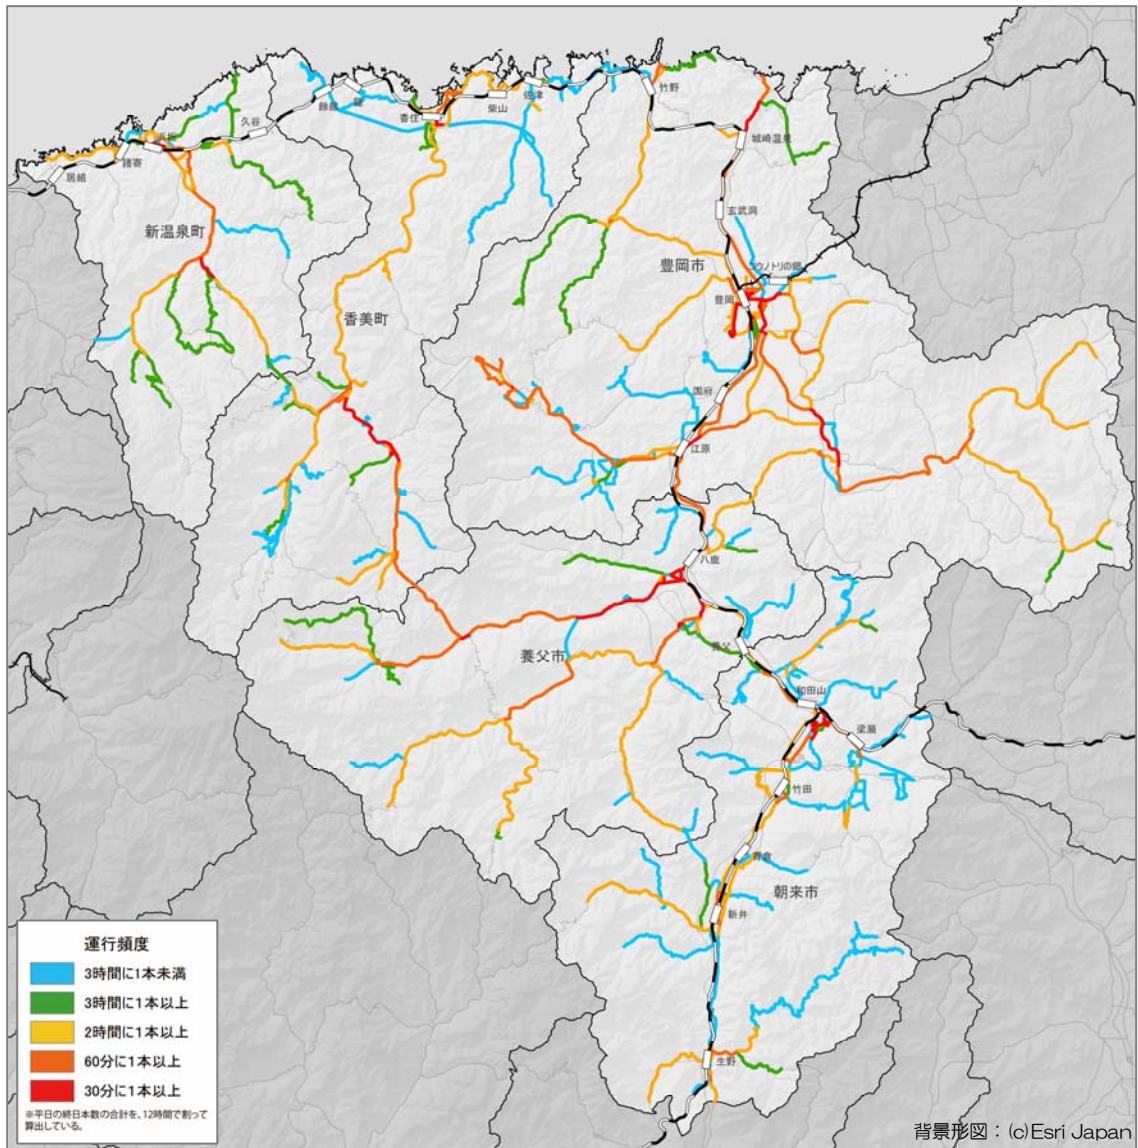 餘部
鎧
香住
柴山
佐津
竹野
城崎温泉
久谷
浜坂
諸寄
居組
玄武洞
新温泉町
豊岡市
コウノトリの郷
豊岡
香美町
国府
江原
八鹿
養父市
養父
和田山
梁瀬
竹田
青倉
朝来市
新井
生野
運行頻度
3時間に1本未満
3時間に1本以上
2時間に1本以上
60分に1本以上
30分に1本以上
※平日の終日本数の合計を、12時間で割って
算出している。
背景形図：(c)Esri Japan